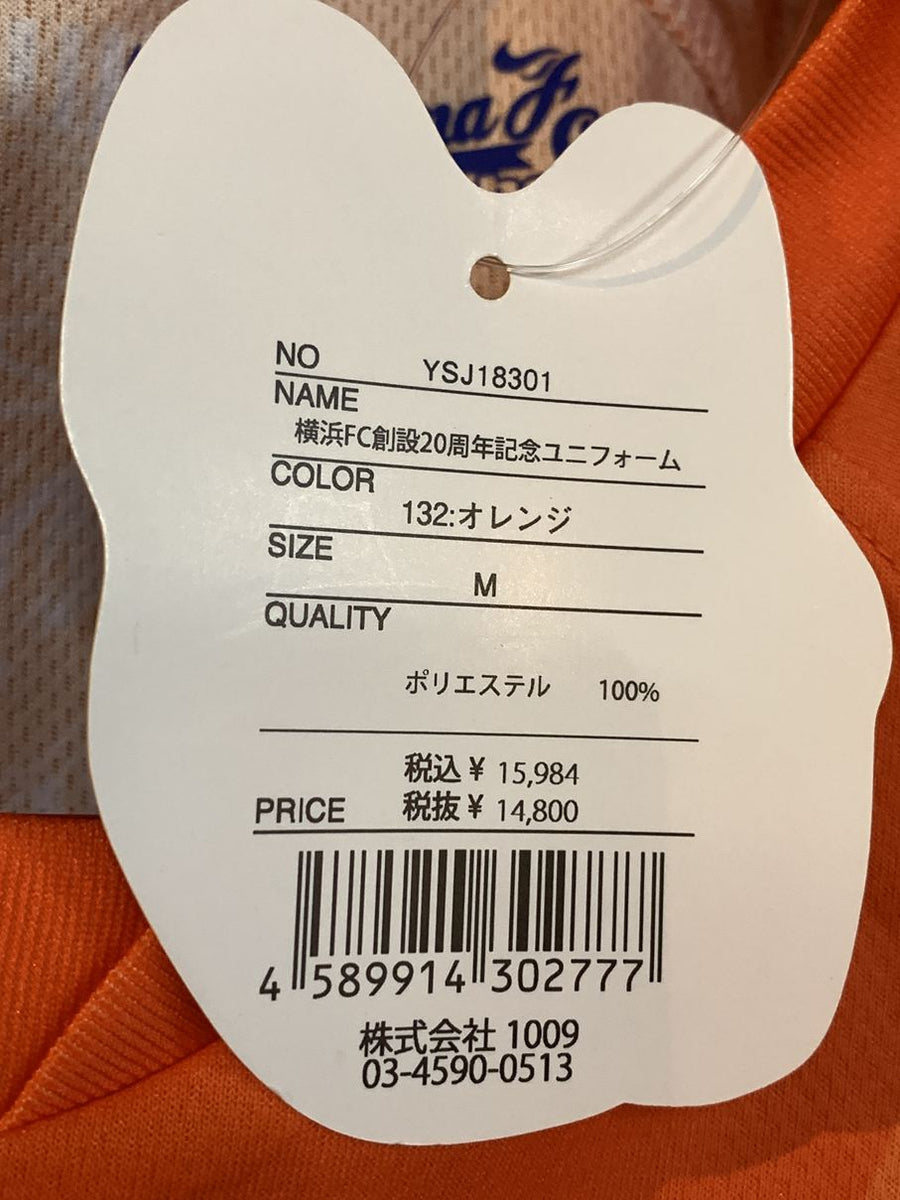 na FC
NO YSJ18301
NAME
横浜FC創設20周年記念ユニフォーム
COLOR
132:オレンジ
SIZE
M
QUALITY
ポリエステル 100%
税込¥ 15,984
PRICE 税抜¥ 14,800
4 589914 302777
株式会社 1009
03-4590-0513